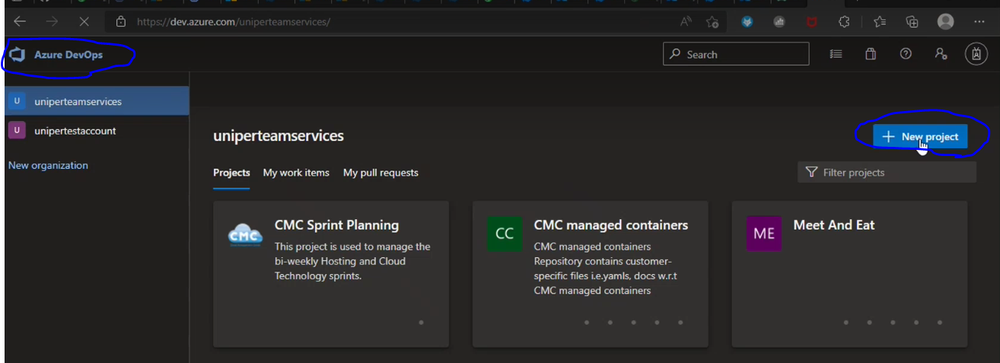 https://dev.azure.com/uniperteamservices/
Azure DevOps
Search
U uniperteamservices
U unipertestaccount
New organization
uniperteamservices
+ New project
Projects My work items My pull requests
Filter projects
CMC
CMC Sprint Planning
This project is used to manage the
bi-weekly Hosting and Cloud
Technology sprints.
CC
CMC managed containers
CMC managed containers
Repository contains customer-
specific files i.e.yamls, docs w.r.t
CMC managed containers
ME
Meet And Eat